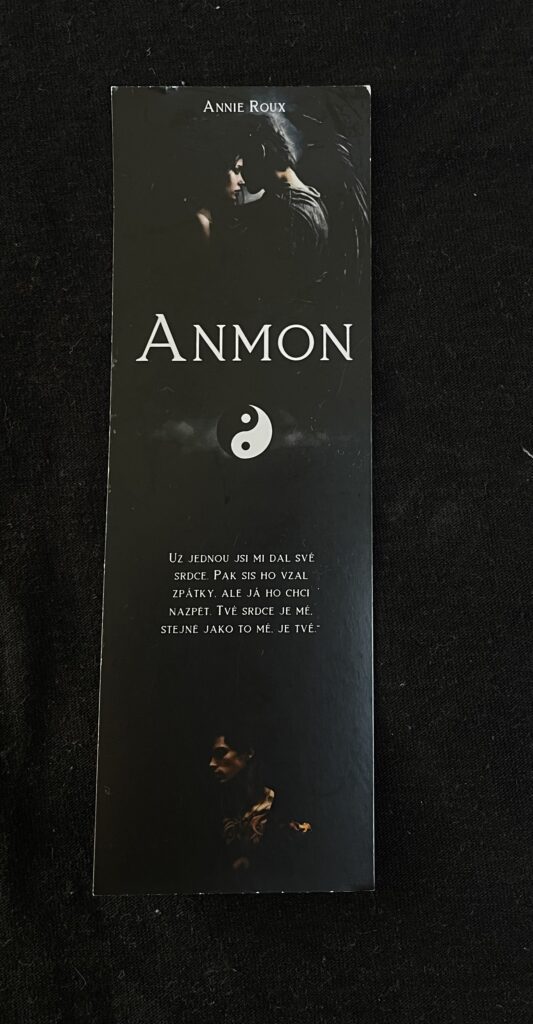 Annie Roux
Anmon
Už jednou jsi mi dal své
srdce. Pak sis ho vzal
zpátky, ale já ho chci
nazpět. Tvé srdce je mé,
stejně jako to mé, je tvé."